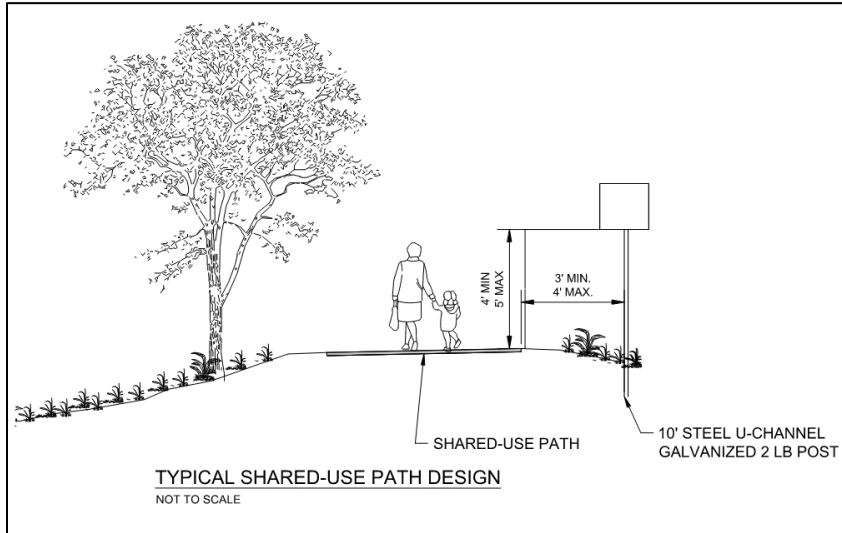 4' MIN
5' MAX
3' MIN.
4' MAX.
SHARED-USE PATH
10' STEEL U-CHANNEL
GALVANIZED 2 LB POST
TYPICAL SHARED-USE PATH DESIGN
NOT TO SCALE